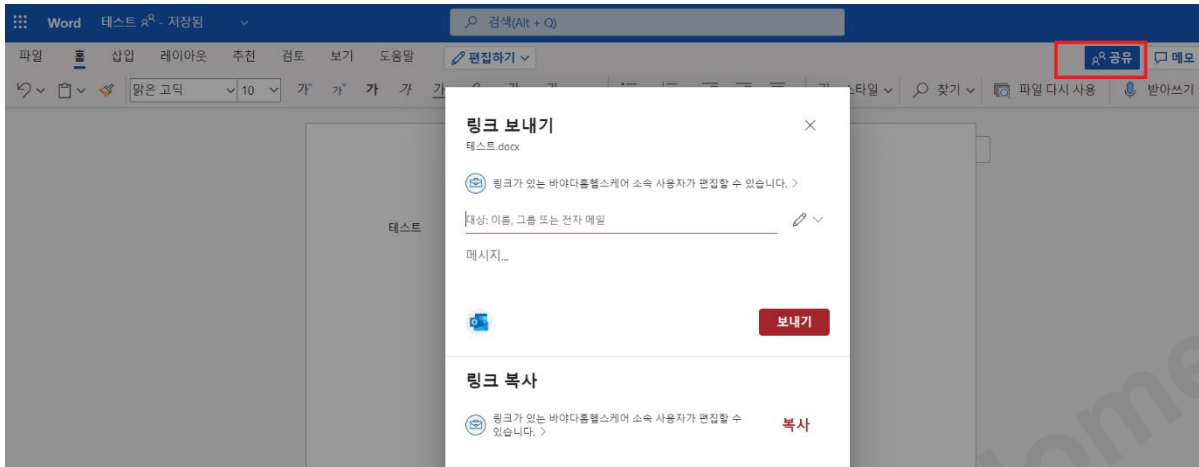 Word 테스트 - 저장됨 검색(Alt + Q)
파일 홈 삽입 레이아웃 추천 검토 보기 도움말 편집하기 공유 메모
맑은 고딕 10 가 가 가 가 가 찾기 파일 다시 사용 받아쓰기
링크 보내기
테스트.docx
링크가 있는 바야다홈헬스케어 소속 사용자가 편집할 수 있습니다.
대상: 이름, 그룹 또는 전자 메일
테스트
메시지...
보내기
링크 복사
링크가 있는 바야다홈헬스케어 소속 사용자가 편집할 수
있습니다.
복사